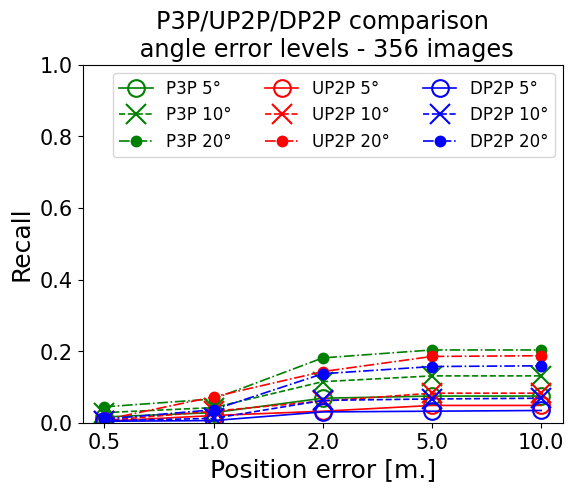 P3P/UP2P/DP2P comparison
angle error levels - 356 images
P3P 5° UP2P 5° DP2P 5°
P3P 10° UP2P 10° DP2P 10°
P3P 20° UP2P 20° DP2P 20°
1.0
0.8
0.6
0.4
0.2
0.0
Recall
0.5 1.0 2.0 5.0 10.0
Position error [m.]